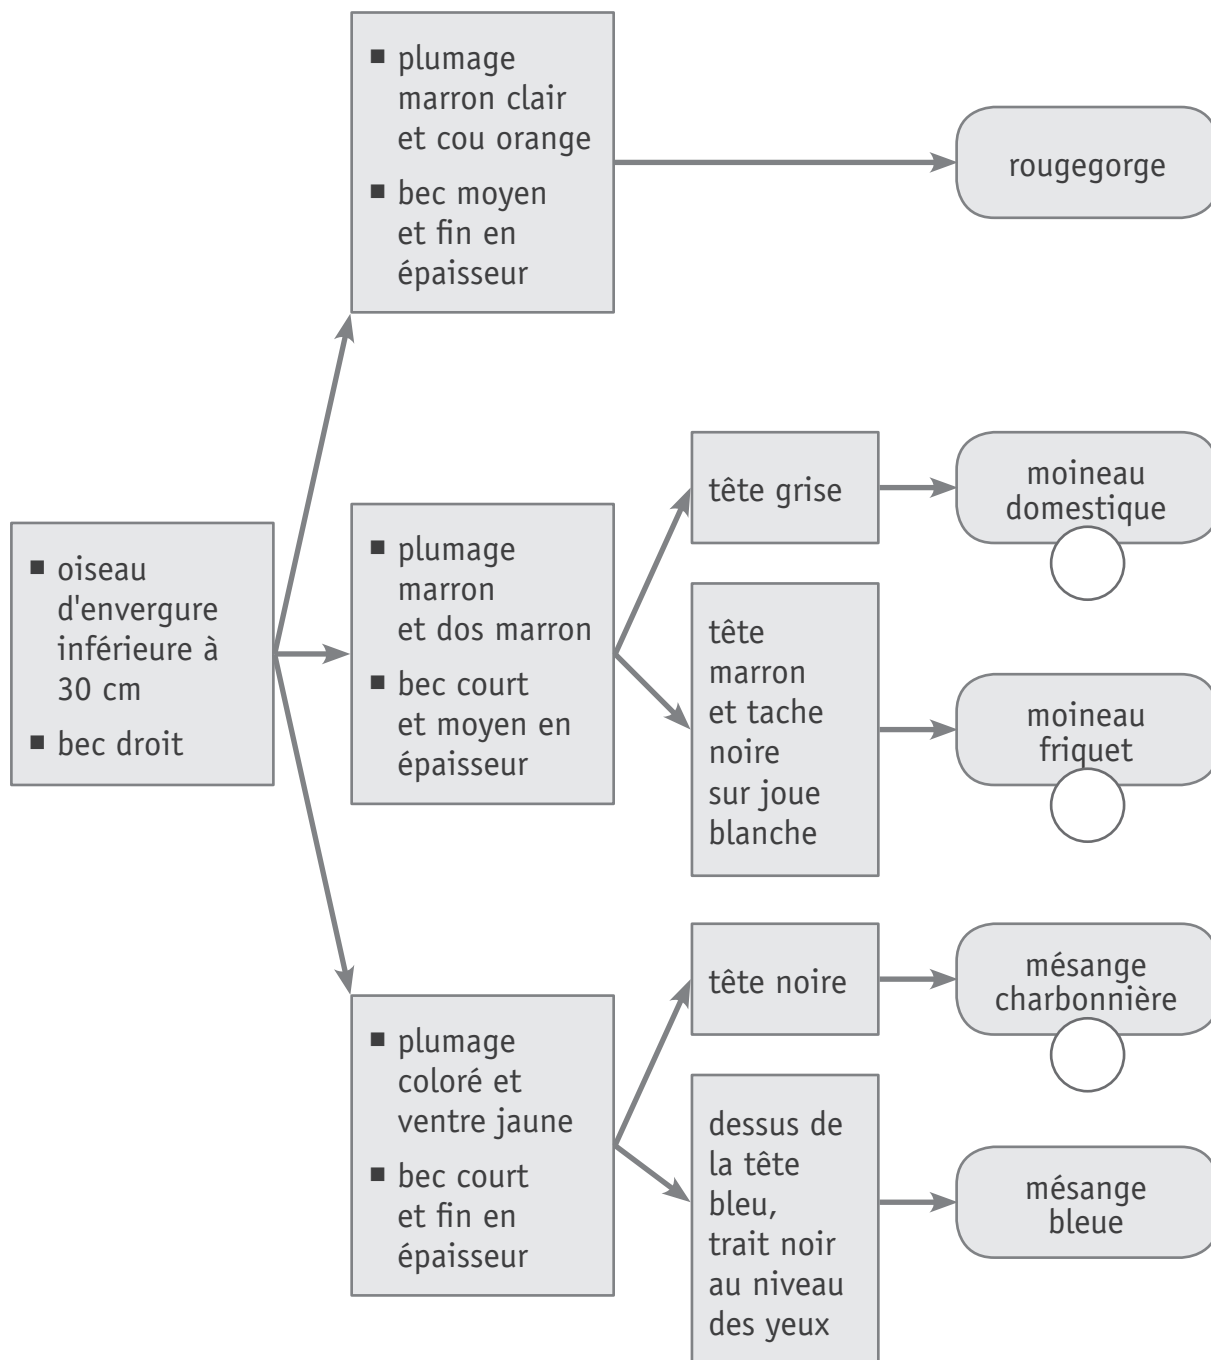 ■ plumage
marron clair
et cou orange
■ bec moyen
et fin en
épaisseur
rougegorge
■ oiseau
d'envergure
inférieure à
30 cm
■ bec droit
■ plumage
marron
et dos marron
■ bec court
et moyen en
épaisseur
tête grise
moineau
domestique
tête
marron
et tache
noire
sur joue
blanche
moineau
friquet
■ plumage
coloré et
ventre jaune
■ bec court
et fin en
épaisseur
tête noire
mésange
charbonnière
dessus de
la tête
bleu,
trait noir
au niveau
des yeux
mésange
bleue